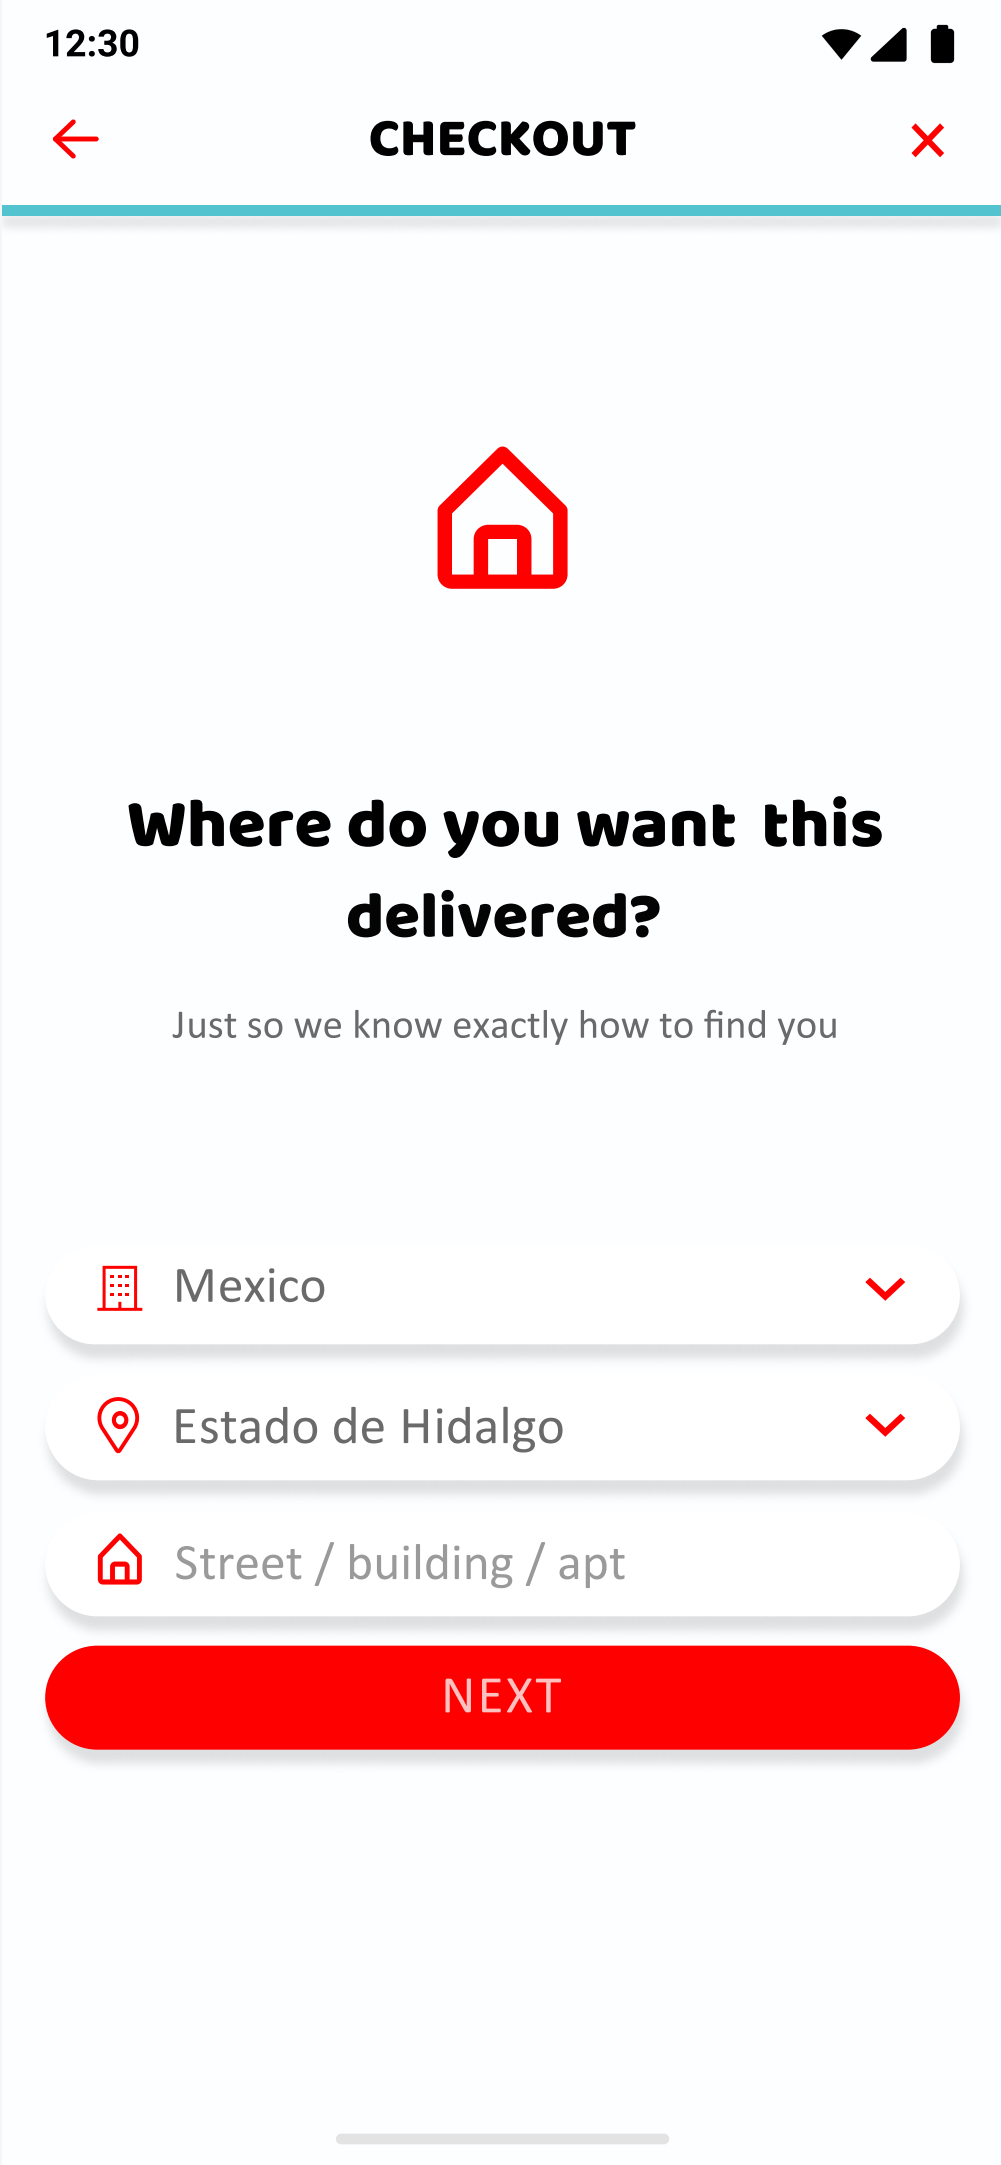 12:30
CHECKOUT
Where do you want this
delivered?
Just so we know exactly how to find you
Mexico
Estado de Hidalgo
Street / building / apt
NEXT